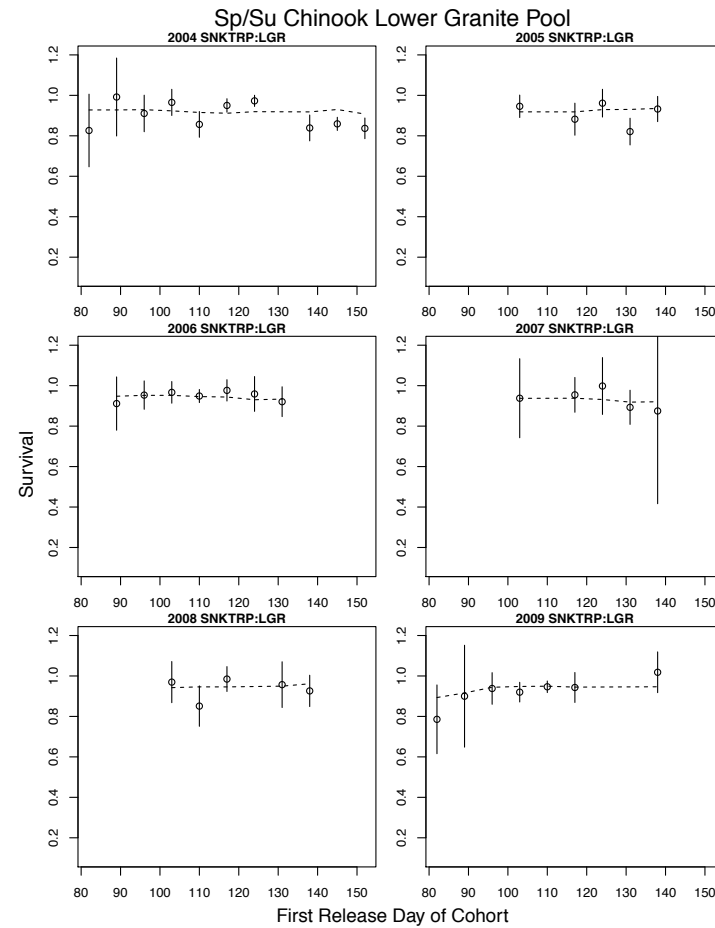 Sp/Su Chinook Lower Granite Pool
2004 SNKTRP:LGR
2005 SNKTRP:LGR
0.2 0.4 0.6 0.8 1.0 1.2
80 90 100 110 120 130 140 150
0.2 0.4 0.6 0.8 1.0 1.2
80 90 100 110 120 130 140 150
2006 SNKTRP:LGR
2007 SNKTRP:LGR
Survival
0.2 0.4 0.6 0.8 1.0 1.2
80 90 100 110 120 130 140 150
0.2 0.4 0.6 0.8 1.0 1.2
80 90 100 110 120 130 140 150
2008 SNKTRP:LGR
2009 SNKTRP:LGR
0.2 0.4 0.6 0.8 1.0 1.2
80 90 100 110 120 130 140 150
0.2 0.4 0.6 0.8 1.0 1.2
80 90 100 110 120 130 140 150
First Release Day of Cohort